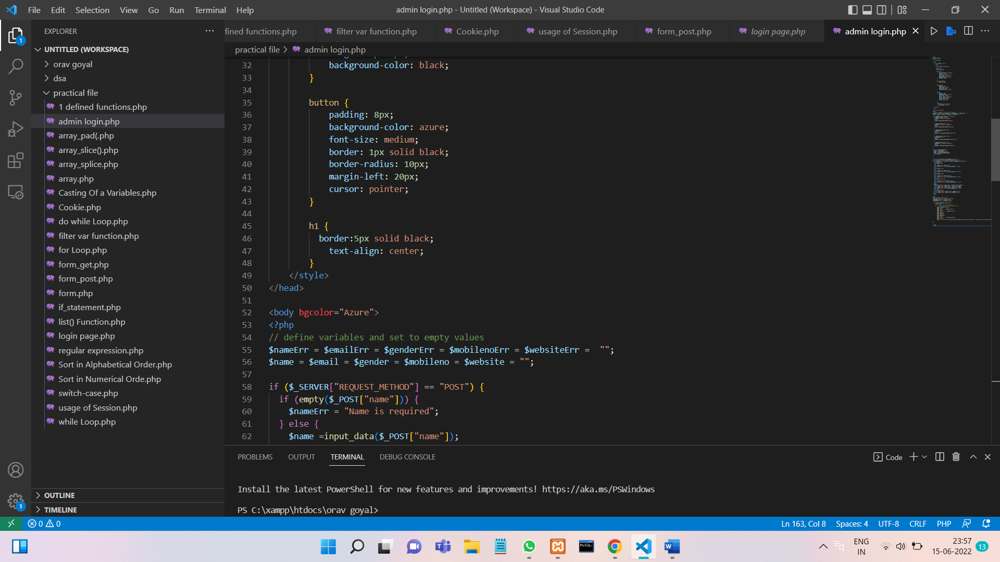 File Edit Selection View Go Run Terminal Help
admin login.php - Untitled (Workspace) - Visual Studio Code
EXPLORER
fined functions.php
filter var function.php
Cookie.php
usage of Session.php
form_post.php
login page.php
admin login.php
1
UNTITLED (WORKSPACE)
practical file > admin login.php
orav goyal
dsa
practical file
1 defined functions.php
admin login.php
array_pad(.php
array_slice().php
array_splice.php
array.php
Casting Of a Variables.php
Cookie.php
do while Loop.php
filter var function.php
for Loop.php
form_get.php
form_post.php
form.php
if_statement.php
list() Function.php
login page.php
regular expression.php
Sort in Alphabetical Order.php
Sort in Numerical Orde.php
switch-case.php
usage of Session.php
while Loop.php
OUTLINE
TIMELINE
1
32 background-color: black;
33 }
34
35 button {
36 padding: 8px;
37 background-color: azure;
38 font-size: medium;
39 border: 1px solid black;
40 border-radius: 10px;
41 margin-left: 20px;
42 cursor: pointer;
43 }
44
45 h1 {
46 border:5px solid black;
47 text-align: center;
48 }
49 </style>
50 </head>
51
52 <body bgcolor="Azure">
53 <?php
54 // define variables and set to empty values
55 $nameErr = $emailErr = $genderErr = $mobilenoErr = $websiteErr =  "";
56 $name = $email = $gender = $mobileno = $website = "";
57
58 if ($_SERVER["REQUEST_METHOD"] == "POST") {
59 if (empty($_POST["name"])) {
60 $nameErr = "Name is required";
61 } else {
62 $name =input_data($_POST["name"]);
PROBLEMS OUTPUT TERMINAL DEBUG CONSOLE
Code
Install the latest PowerShell for new features and improvements! https://aka.ms/PSWindows
PS C:\xampp\htdocs\orav goyal>
0 0
Ln 163, Col 8 Spaces: 4 UTF-8 CRLF PHP
MySQL
ENG
IN
23:57
15-06-2022
13